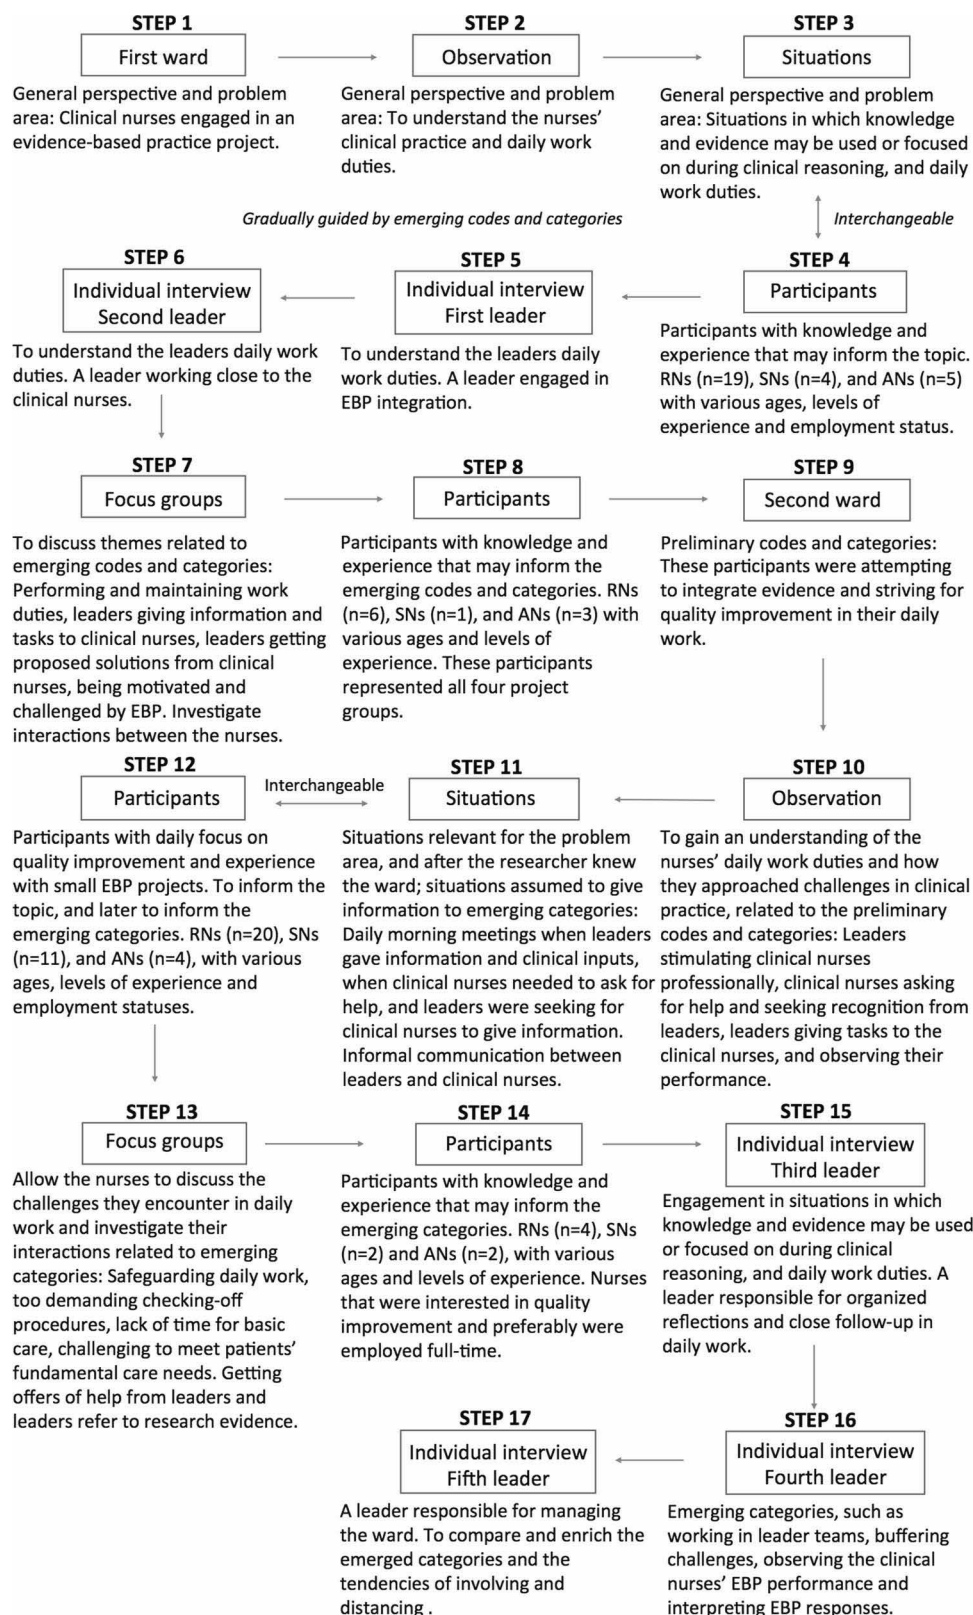 STEP 1
First ward
General perspective and problem
area: Clinical nurses engaged in an
evidence-based practice project.
STEP 2
Observation
General perspective and problem
area: To understand the nurses’
clinical practice and daily work
duties.
STEP 3
Situations
General perspective and problem
area: Situations in which knowledge
and evidence may be used or focused
on during clinical reasoning, and daily
work duties.
Gradually guided by emerging codes and categories
Interchangeable
STEP 4
Participants
Participants with knowledge and
experience that may inform the topic.
RNs (n=19), SNs (n=4), and ANs (n=5)
with various ages, levels of
experience and employment status.
STEP 5
Individual interview
First leader
To understand the leaders daily
work duties. A leader engaged in
EBP integration.
STEP 6
Individual interview
Second leader
To understand the leaders daily work
duties. A leader working close to the
clinical nurses.
STEP 7
Focus groups
To discuss themes related to
emerging codes and categories:
Performing and maintaining work
duties, leaders giving information and
tasks to clinical nurses, leaders getting
proposed solutions from clinical
nurses, being motivated and
challenged by EBP. Investigate
interactions between the nurses.
STEP 8
Participants
Participants with knowledge and
experience that may inform the
emerging codes and categories. RNs
(n=6), SNs (n=1), and ANs (n=3) with
various ages and levels of
experience. These participants
represented all four project
groups.
STEP 9
Second ward
Preliminary codes and categories:
These participants were attempting
to integrate evidence and striving for
quality improvement in their daily
work.
STEP 10
Observation
To gain an understanding of the
nurses’ daily work duties and how
they approached challenges in clinical
practice, related to the preliminary
codes and categories: Leaders
stimulating clinical nurses
professionally, clinical nurses asking
for help and seeking recognition from
leaders, leaders giving tasks to the
clinical nurses, and observing their
performance.
STEP 11
Situations
Situations relevant for the problem
area, and after the researcher knew
the ward; situations assumed to give
information to emerging categories:
Daily morning meetings when leaders
gave information and clinical inputs,
when clinical nurses needed to ask for
help, and leaders were seeking for
clinical nurses to give information.
Informal communication between
leaders and clinical nurses.
Interchangeable
STEP 12
Participants
Participants with daily focus on
quality improvement and experience
with small EBP projects. To inform the
topic, and later to inform the
emerging categories. RNs (n=20), SNs
(n=11), and ANs (n=4), with various
ages, levels of experience and
employment statuses.
STEP 13
Focus groups
Allow the nurses to discuss the
challenges they encounter in daily
work and investigate their
interactions related to emerging
categories: Safeguarding daily work,
too demanding checking-off
procedures, lack of time for basic
care, challenging to meet patients’
fundamental care needs. Getting
offers of help from leaders and
leaders refer to research evidence.
STEP 14
Participants
Participants with knowledge and
experience that may inform the
emerging categories. RNs (n=4), SNs
(n=2) and ANs (n=2), with various
ages and levels of experience. Nurses
that were interested in quality
improvement and preferably were
employed full-time.
STEP 15
Individual interview
Third leader
Engagement in situations in which
knowledge and evidence may be used
or focused on during clinical
reasoning, and daily work duties. A
leader responsible for organized
reflections and close follow-up in
daily work.
STEP 16
Individual interview
Fourth leader
Emerging categories, such as
working in leader teams, buffering
challenges, observing the clinical
nurses’ EBP performance and
interpreting EBP responses.
STEP 17
Individual interview
Fifth leader
A leader responsible for managing
the ward. To compare and enrich the
emerged categories and the
tendencies of involving and
distancing .